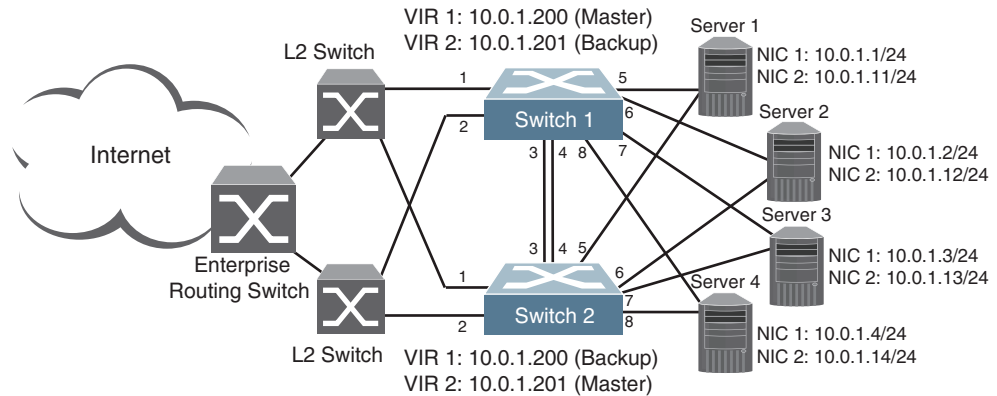 VIR 1: 10.0.1.200 (Master)
VIR 2: 10.0.1.201 (Backup)
Server 1
NIC 1: 10.0.1.1/24
NIC 2: 10.0.1.11/24
L2 Switch
1
2
5
6
7
3
4
8
Switch 1
Server 2
NIC 1: 10.0.1.2/24
NIC 2: 10.0.1.12/24
Internet
Enterprise
Routing Switch
Server 3
NIC 1: 10.0.1.3/24
NIC 2: 10.0.1.13/24
3
4
5
1
2
6
7
8
Switch 2
Server 4
NIC 1: 10.0.1.4/24
NIC 2: 10.0.1.14/24
L2 Switch
VIR 1: 10.0.1.200 (Backup)
VIR 2: 10.0.1.201 (Master)